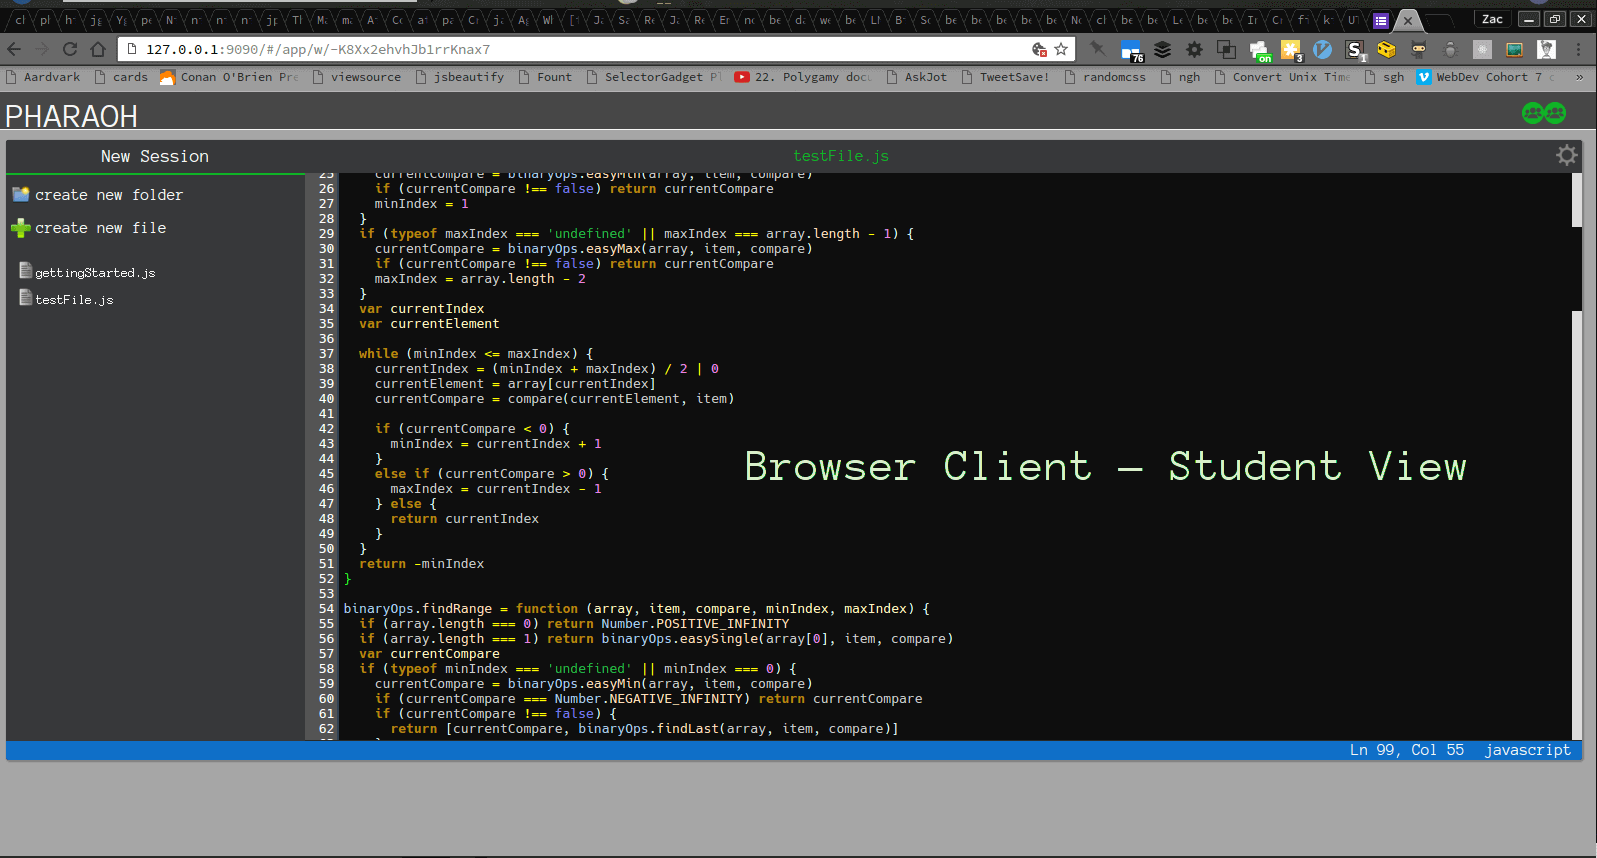 Zac
127.0.0.1:9090/#/app/w/-K8Xx2ehvhJb1rrKnax7
76
on
3
1
Aardvark cards Conan O'Brien Pre viewsource jsbeautify Fount SelectorGadget 22. Polygamy docu AskJot TweetSave! randomcss ngh Convert Unix Time sgh WebDev Cohort 7 »
PHARAOH
New Session
testFile.js
create new folder
create new file
gettingStarted.js
testFile.js
25 currentCompare = binaryOps.easyMin(array, item, compare)
26 if (currentCompare !== false) return currentCompare
27 minIndex = 1
28 }
29 if (typeof maxIndex === 'undefined' || maxIndex === array.length - 1) {
30 currentCompare = binaryOps.easyMax(array, item, compare)
31 if (currentCompare !== false) return currentCompare
32 maxIndex = array.length - 2
33 }
34 var currentIndex
35 var currentElement
36
37 while (minIndex <= maxIndex) {
38 currentIndex = (minIndex + maxIndex) / 2 | 0
39 currentElement = array[currentIndex]
40 currentCompare = compare(currentElement, item)
41
42 if (currentCompare < 0) {
43 minIndex = currentIndex + 1
44 }
45 else if (currentCompare > 0) {
46 maxIndex = currentIndex - 1
47 } else {
48 return currentIndex
49 }
50 }
51 return -minIndex
52 }
53
54 binaryOps.findRange = function (array, item, compare, minIndex, maxIndex) {
55 if (array.length === 0) return Number.POSITIVE_INFINITY
56 if (array.length === 1) return binaryOps.easySingle(array[0], item, compare)
57 var currentCompare
58 if (typeof minIndex === 'undefined' || minIndex === 0) {
59 currentCompare = binaryOps.easyMin(array, item, compare)
60 if (currentCompare === Number.NEGATIVE_INFINITY) return currentCompare
61 if (currentCompare !== false) {
62 return [currentCompare, binaryOps.findLast(array, item, compare)]
Browser Client – Student View
Ln 99, Col 55 javascript